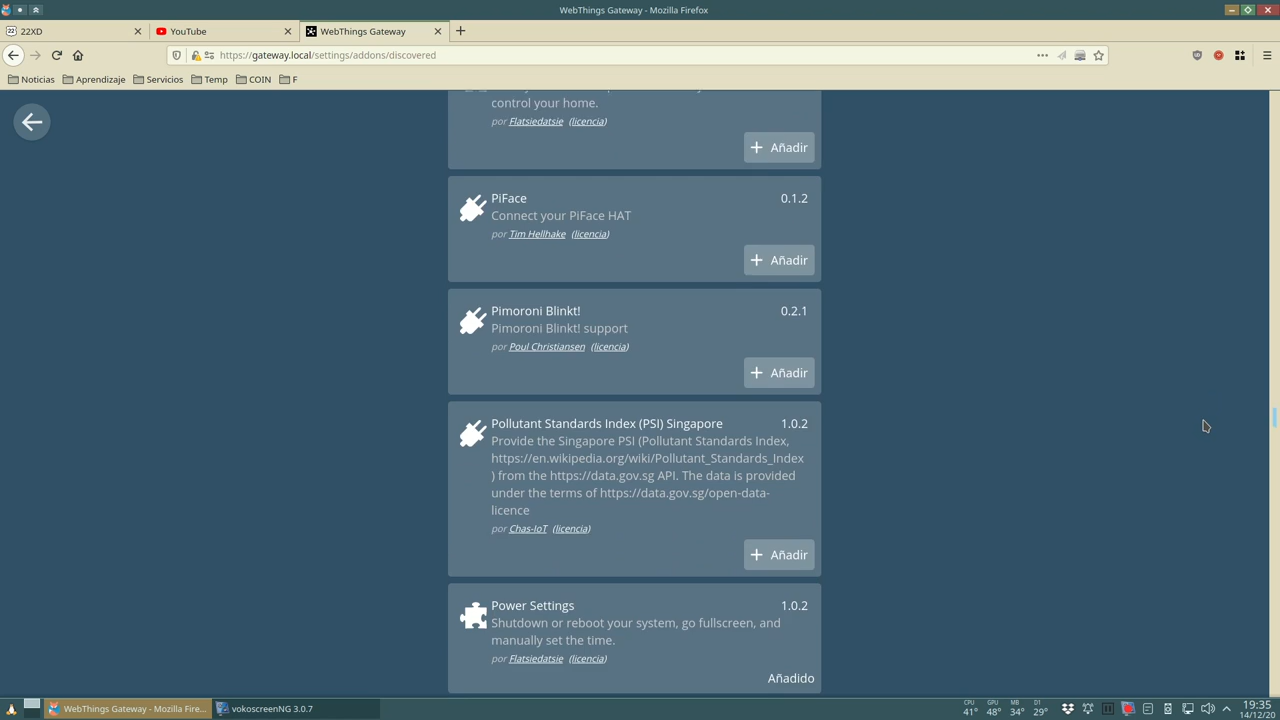 WebThings Gateway - Mozilla Firefox
22XD
YouTube
WebThings Gateway
https://gateway.local/settings/addons/discovered
Noticias
Aprendizaje
Servicios
Temp
COIN
F
control your home.
por Flatsiedatsie (licencia)
Añadir
PiFace 0.1.2
Connect your PiFace HAT
por Tim Hellhake (licencia)
Añadir
Pimoroni Blinkt! 0.2.1
Pimoroni Blinkt! support
por Poul Christiansen (licencia)
Añadir
Pollutant Standards Index (PSI) Singapore 1.0.2
Provide the Singapore PSI (Pollutant Standards Index,
https://en.wikipedia.org/wiki/Pollutant_Standards_Index
) from the https://data.gov.sg API. The data is provided
under the terms of https://data.gov.sg/open-data-
licence
por Chas-IoT (licencia)
Añadir
Power Settings 1.0.2
Shutdown or reboot your system, go fullscreen, and
manually set the time.
por Flatsiedatsie (licencia)
Añadido
WebThings Gateway - Mozilla Fire...
vokoscreenNG 3.0.7
CPU GPU MB D1
41° 48° 34° 29°
19:35
14/12/20